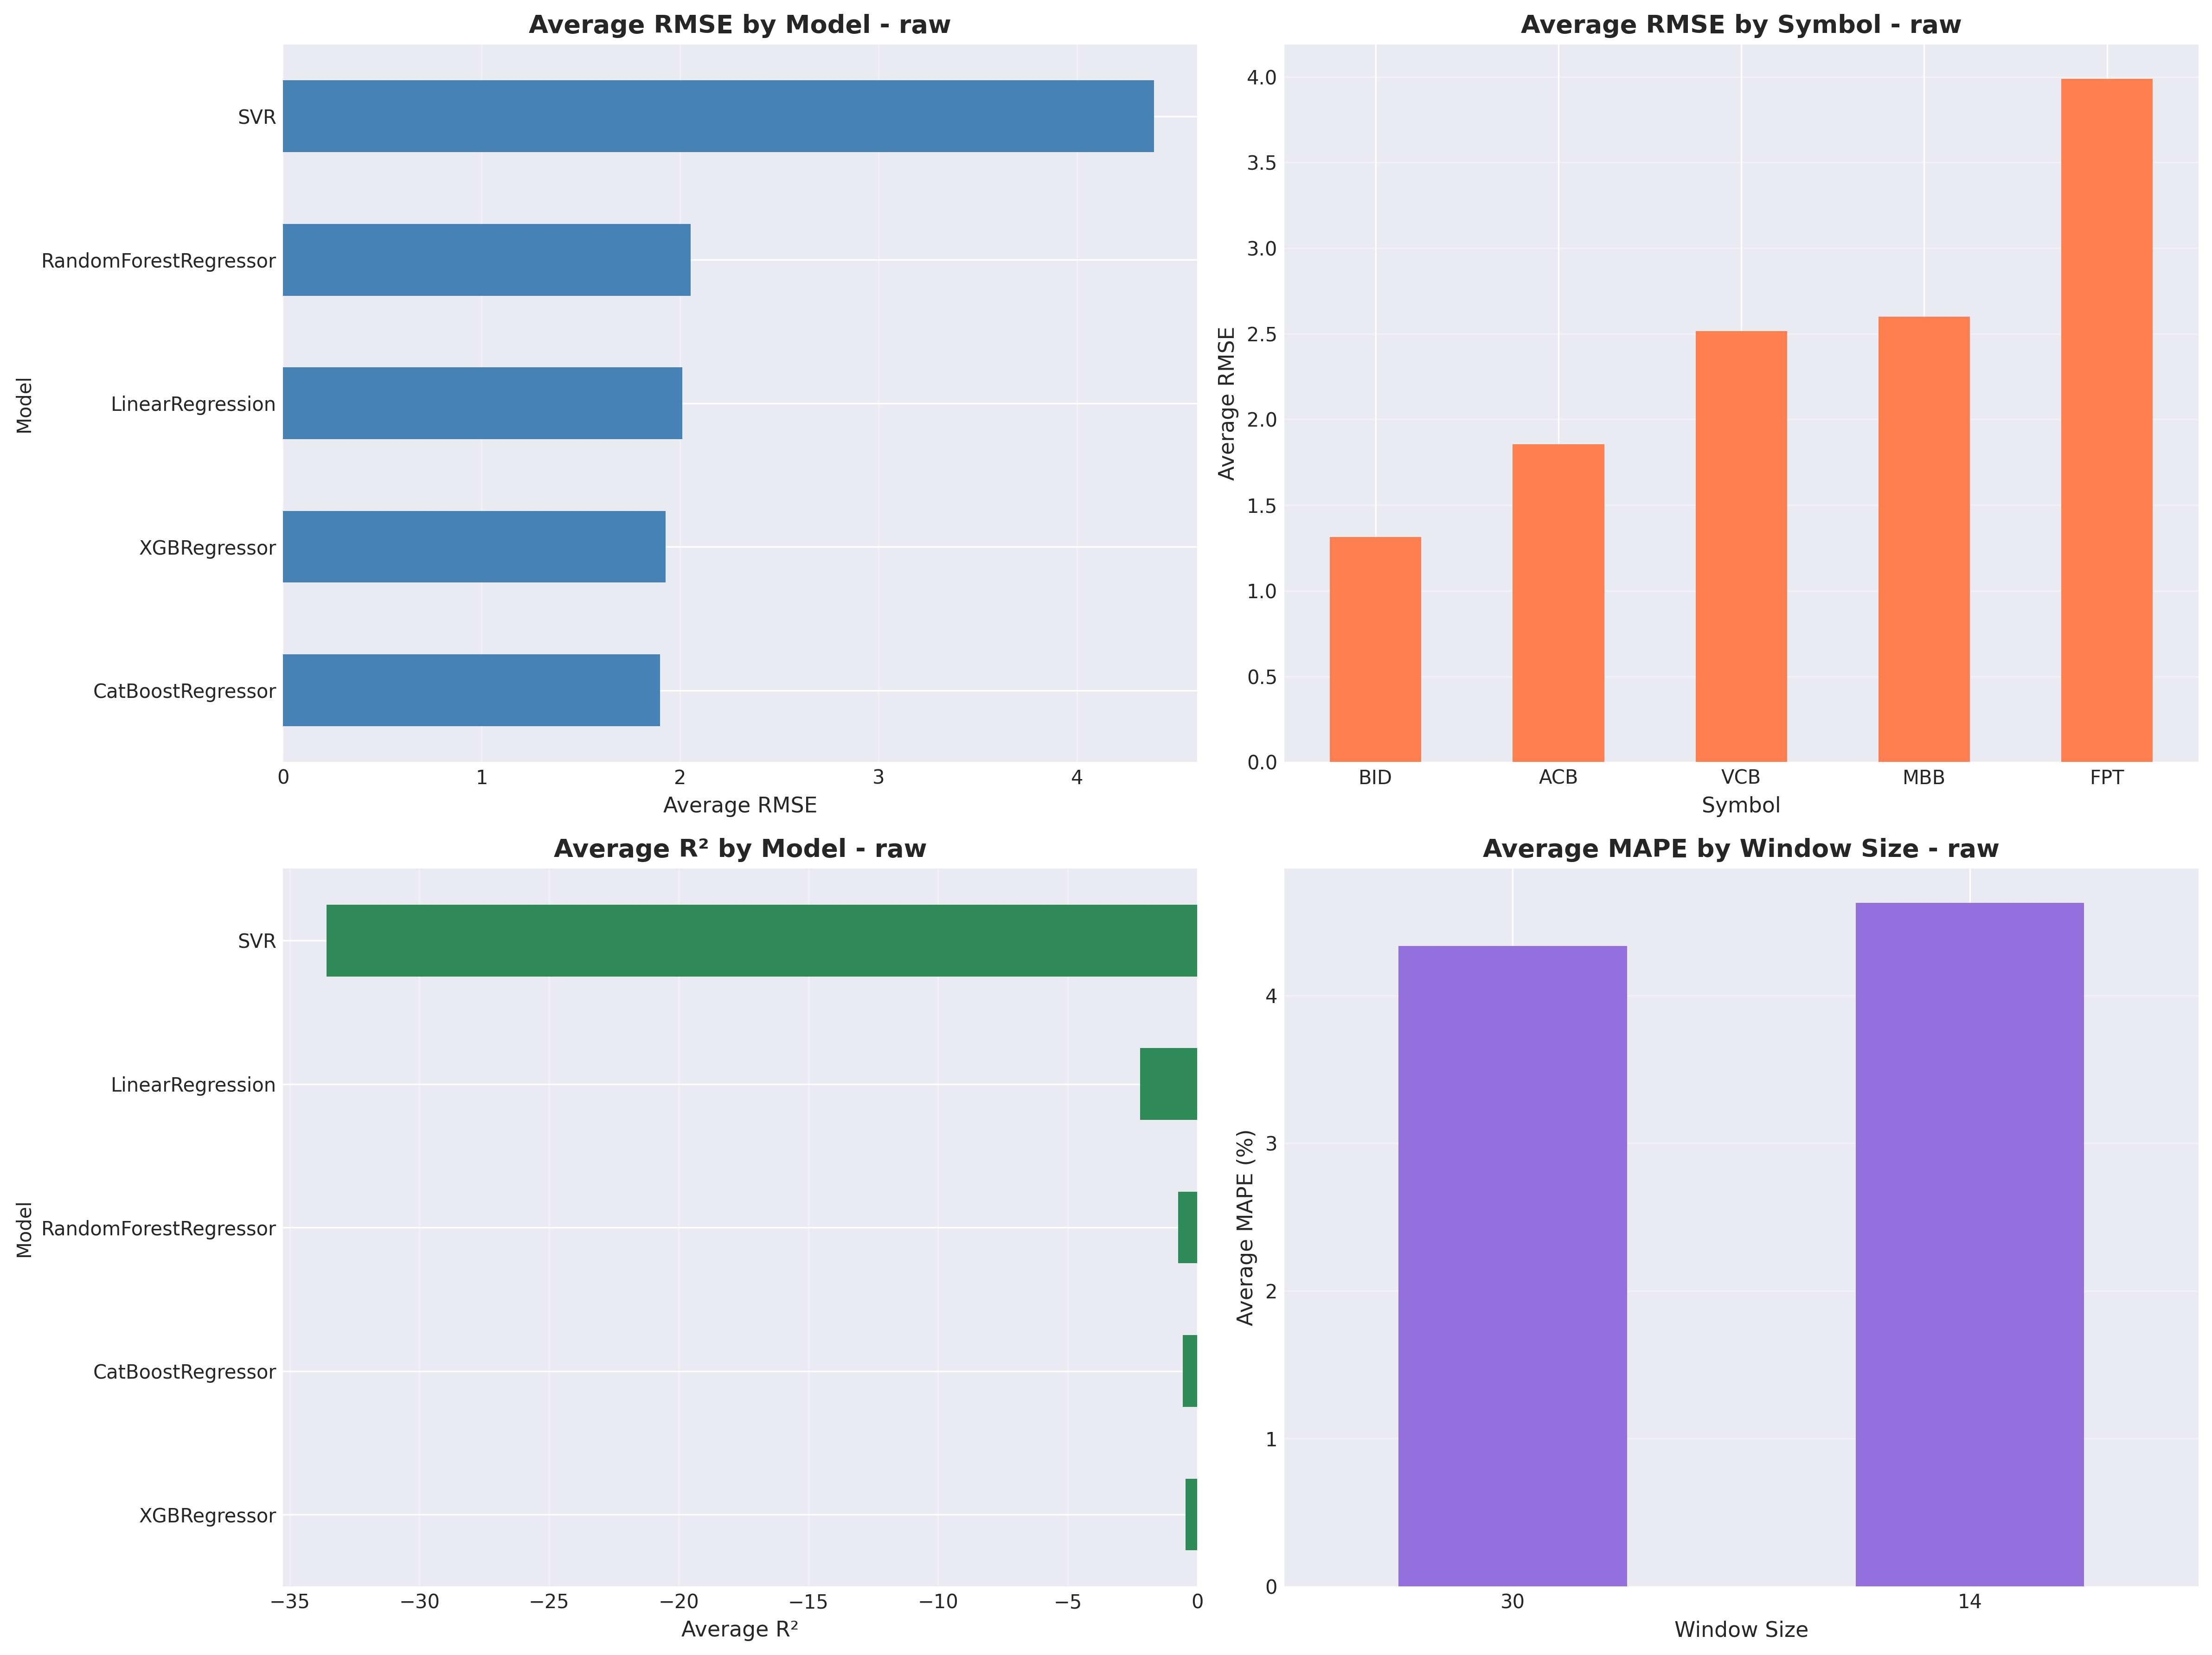 Average RMSE by Model - raw
Model
SVR
RandomForestRegressor
LinearRegression
XGBRegressor
CatBoostRegressor
0 1 2 3 4
Average RMSE
Average RMSE by Symbol - raw
Average RMSE
4.0
3.5
3.0
2.5
2.0
1.5
1.0
0.5
0.0
BID ACB VCB MBB FPT
Symbol
Average R² by Model - raw
Model
SVR
LinearRegression
RandomForestRegressor
CatBoostRegressor
XGBRegressor
−35 −30 −25 −20 −15 −10 −5 0
Average R²
Average MAPE by Window Size - raw
Average MAPE (%)
4
3
2
1
0
30 14
Window Size